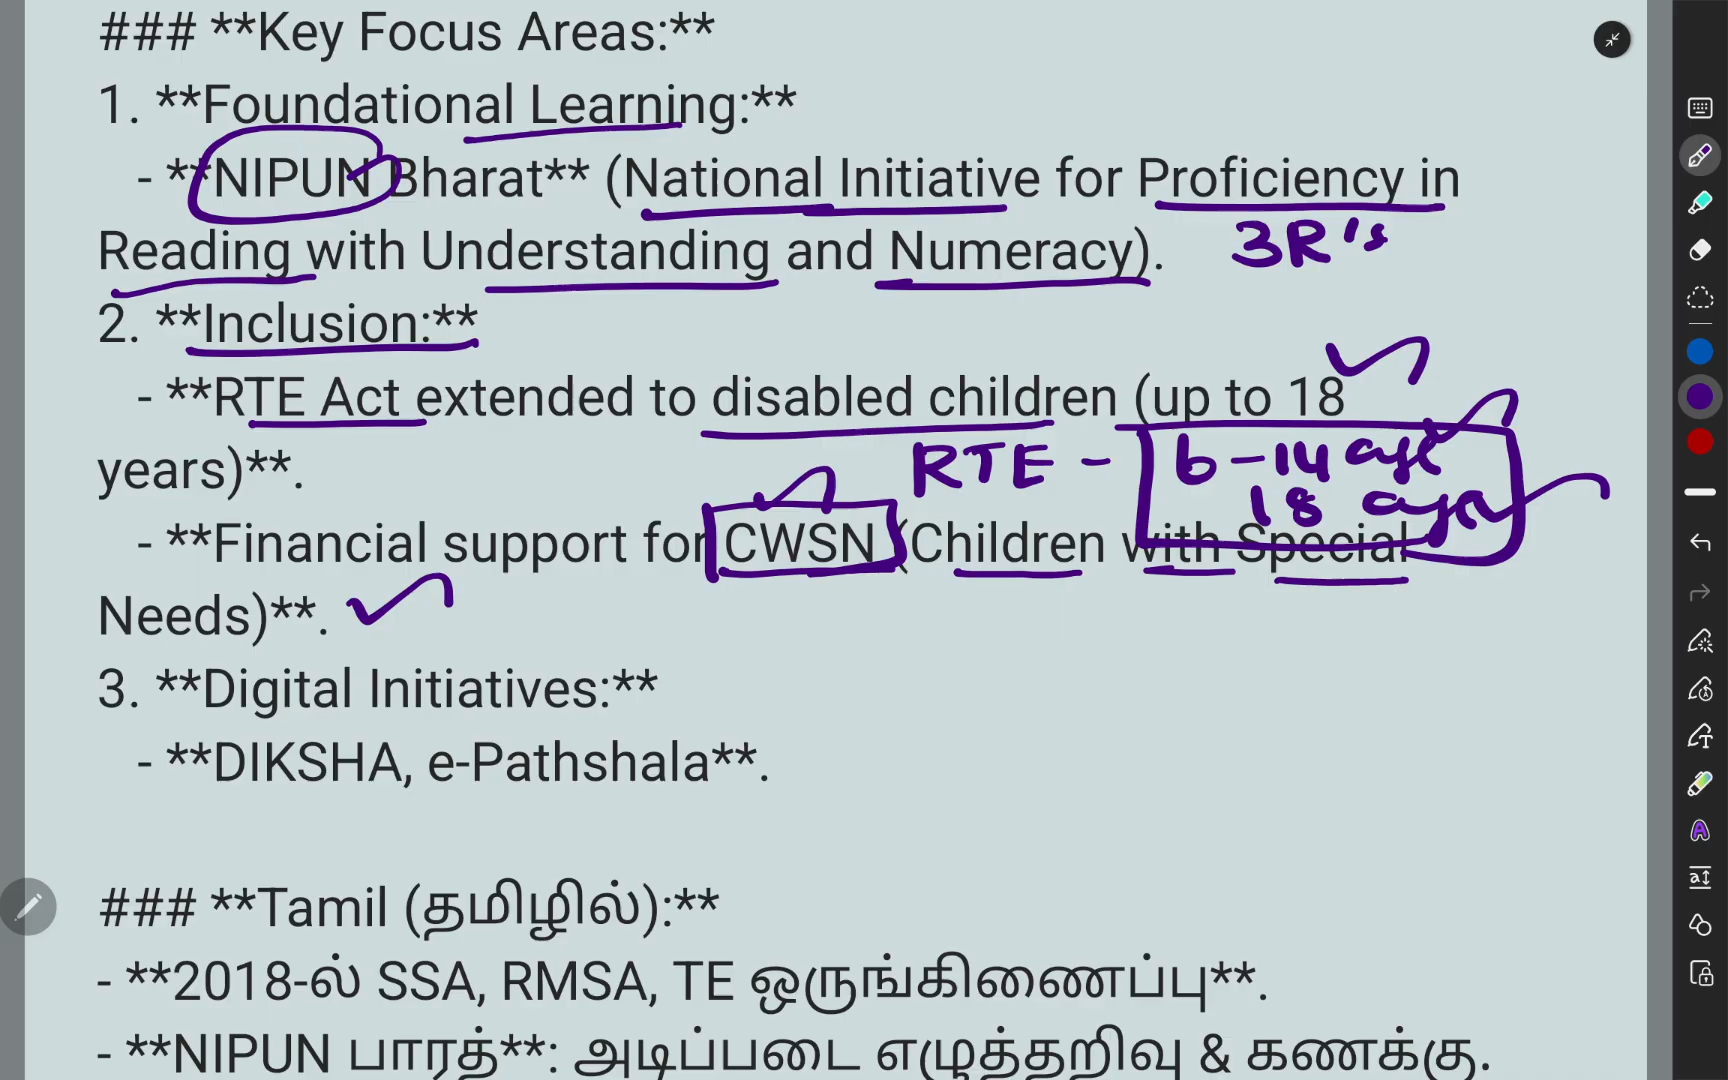 ### **Key Focus Areas:**
1. **Foundational Learning:**
- **NIPUN Bharat** (National Initiative for Proficiency in
Reading with Understanding and Numeracy).
3R's
2. **Inclusion:**
- **RTE Act extended to disabled children (up to 18
years)**.
RTE - 6-14 age
18 age
- **Financial support for CWSN (Children with Special
Needs)**.
3. **Digital Initiatives:**
- **DIKSHA, e-Pathshala**.
### **Tamil (தமிழில்):**
- **2018-ல் SSA, RMSA, TE ஒருங்கிணைப்பு**.
- **NIPUN பாரத்**: அடிப்படை எழுத்தறிவு & கணக்கு.